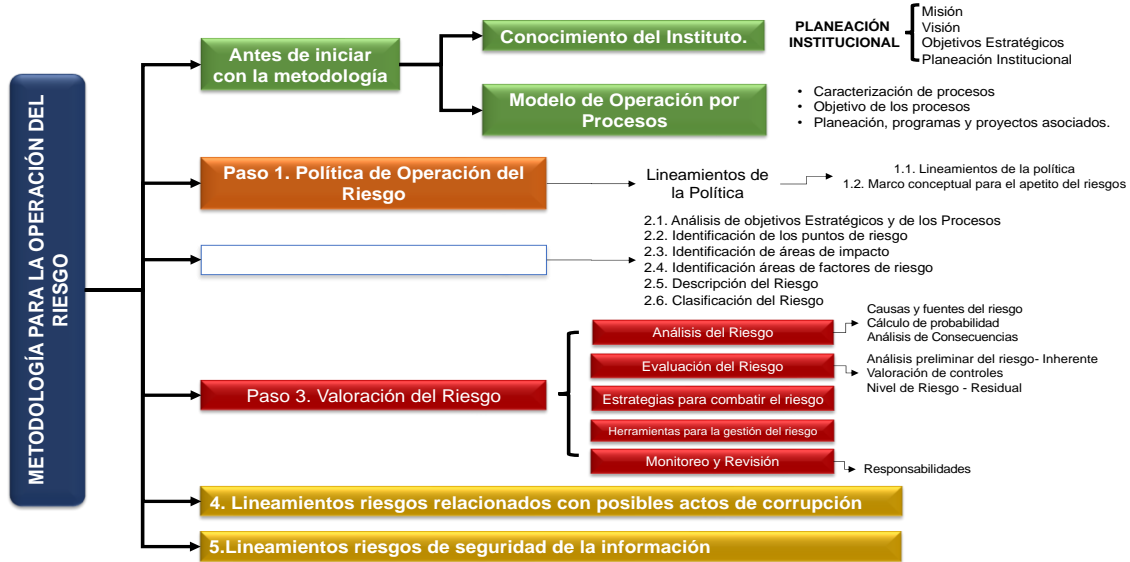 METODOLOGÍA PARA LA OPERACIÓN DEL
RIESGO
Antes de iniciar
con la metodología
Conocimiento del Instituto.
PLANEACIÓN
INSTITUCIONAL
Misión
Visión
Objetivos Estratégicos
Planeación Institucional
Modelo de Operación por
Procesos
• Caracterización de procesos
• Objetivo de los procesos
• Planeación, programas y proyectos asociados.
Paso 1. Política de Operación del
Riesgo
Lineamientos de
la Política
1.1. Lineamientos de la política
1.2. Marco conceptual para el apetito del riesgos
2.1. Análisis de objetivos Estratégicos y de los Procesos
2.2. Identificación de los puntos de riesgo
2.3. Identificación de áreas de impacto
2.4. Identificación áreas de factores de riesgo
2.5. Descripción del Riesgo
2.6. Clasificación del Riesgo
Paso 3. Valoración del Riesgo
Análisis del Riesgo
Causas y fuentes del riesgo
Cálculo de probabilidad
Análisis de Consecuencias
Evaluación del Riesgo
Análisis preliminar del riesgo- Inherente
Valoración de controles
Nivel de Riesgo - Residual
Estrategias para combatir el riesgo
Herramientas para la gestión del riesgo
Monitoreo y Revisión
Responsabilidades
4. Lineamientos riesgos relacionados con posibles actos de corrupción
5.Lineamientos riesgos de seguridad de la información